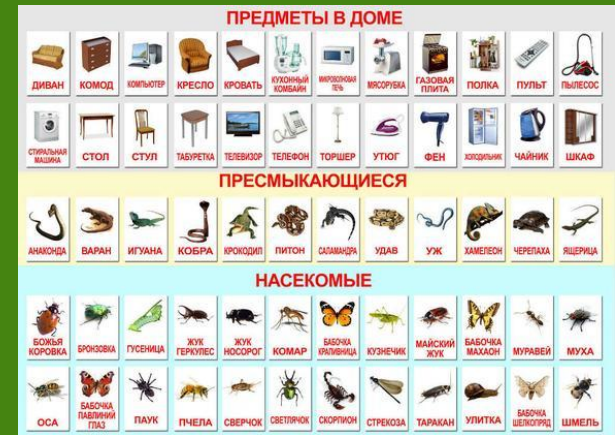 ПРЕДМЕТЫ В ДОМЕ
ДИВАН КОМОД КОМПЬЮТЕР КРЕСЛО КРОВАТЬ КУХОННЫЙ КОМБАЙН МИКРОВОЛНОВАЯ ПЕЧЬ МЯСОРУБКА ГАЗОВАЯ ПЛИТА ПОЛКА ПУЛЬТ ПЫЛЕСОС
СТИРАЛЬНАЯ МАШИНА СТОЛ СТУЛ ТАБУРЕТКА ТЕЛЕВИЗОР ТЕЛЕФОН ТОРШЕР УТЮГ ФЕН ХОЛОДИЛЬНИК ЧАЙНИК ШКАФ
ПРЕСМЫКАЮЩИЕСЯ
АНАКОНДА ВАРАН ИГУАНА КОБРА КРОКОДИЛ ПИТОН САЛАМАНДРА УДАВ УЖ ХАМЕЛЕОН ЧЕРЕПАХА ЯЩЕРИЦА
НАСЕКОМЫЕ
БОЖЬЯ КОРОВКА БРОНЗОВКА ГУСЕНИЦА ЖУК ГЕРКУЛЕС ЖУК НОСОРОГ КОМАР БАБОЧКА КРАПИВНИЦА КУЗНЕЧИК МАЙСКИЙ ЖУК БАБОЧКА МАХАОН МУРАВЕЙ МУХА
ОСА БАБОЧКА ПАВЛИНИЙ ГЛАЗ ПАУК ПЧЕЛА СВЕРЧОК СВЕТЛЯЧОК СКОРПИОН СТРЕКОЗА ТАРАКАН УЛИТКА БАБОЧКА ШЕЛКОПРЯД ШМЕЛЬ